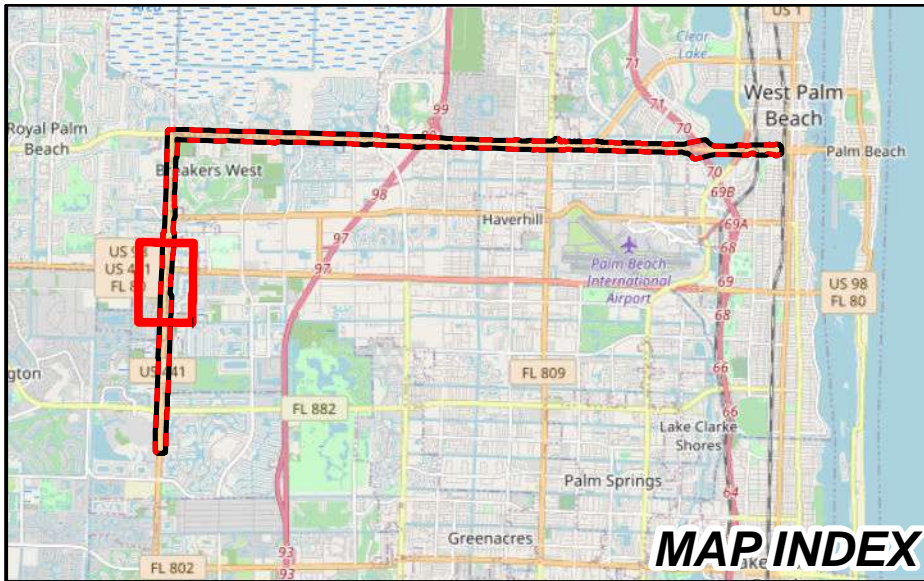 US 1
Clear
Lake
71
99
71
West Palm
Beach
70
Royal Palm
Beach
Palm Beach
Breakers West
70
98
69B
Haverhill
69A
97
68
US 98
US 441
FL 80
97
Palm Beach
International
Airport
69
US 98
FL 80
68
US 441
FL 809
66
gton
FL 882
66
Lake Clarke
Shores
Palm Springs
64
Greenacres
93
93
FL 802
MAP INDEX